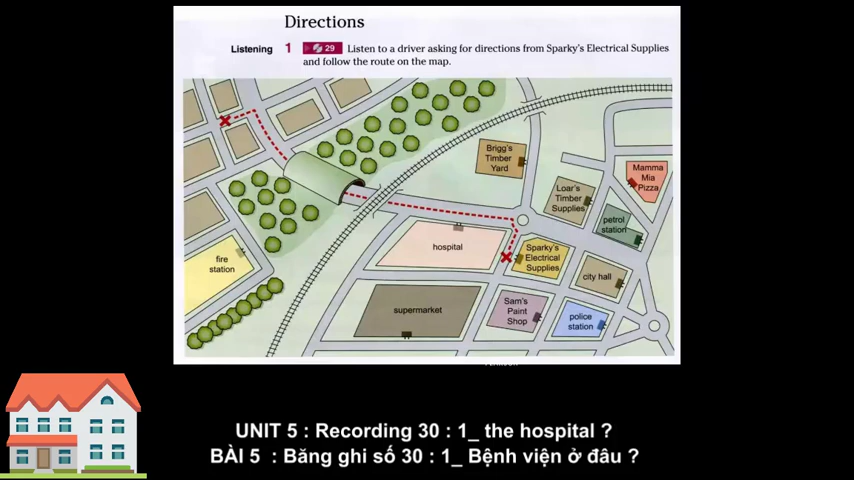 Directions
Listening 1 29 Listen to a driver asking for directions from Sparky's Electrical Supplies
and follow the route on the map.
Brigg's
Timber
Yard
Mamma
Mia
Pizza
Loar's
Timber
Supplies
petrol
station
hospital
Sparky's
Electrical
Supplies
fire
station
city hall
supermarket
Sam's
Paint
Shop
police
station
UNIT 5 : Recording 30 : 1_ the hospital ?
BÀI 5 : Băng ghi số 30 : 1_ Bệnh viện ở đâu ?